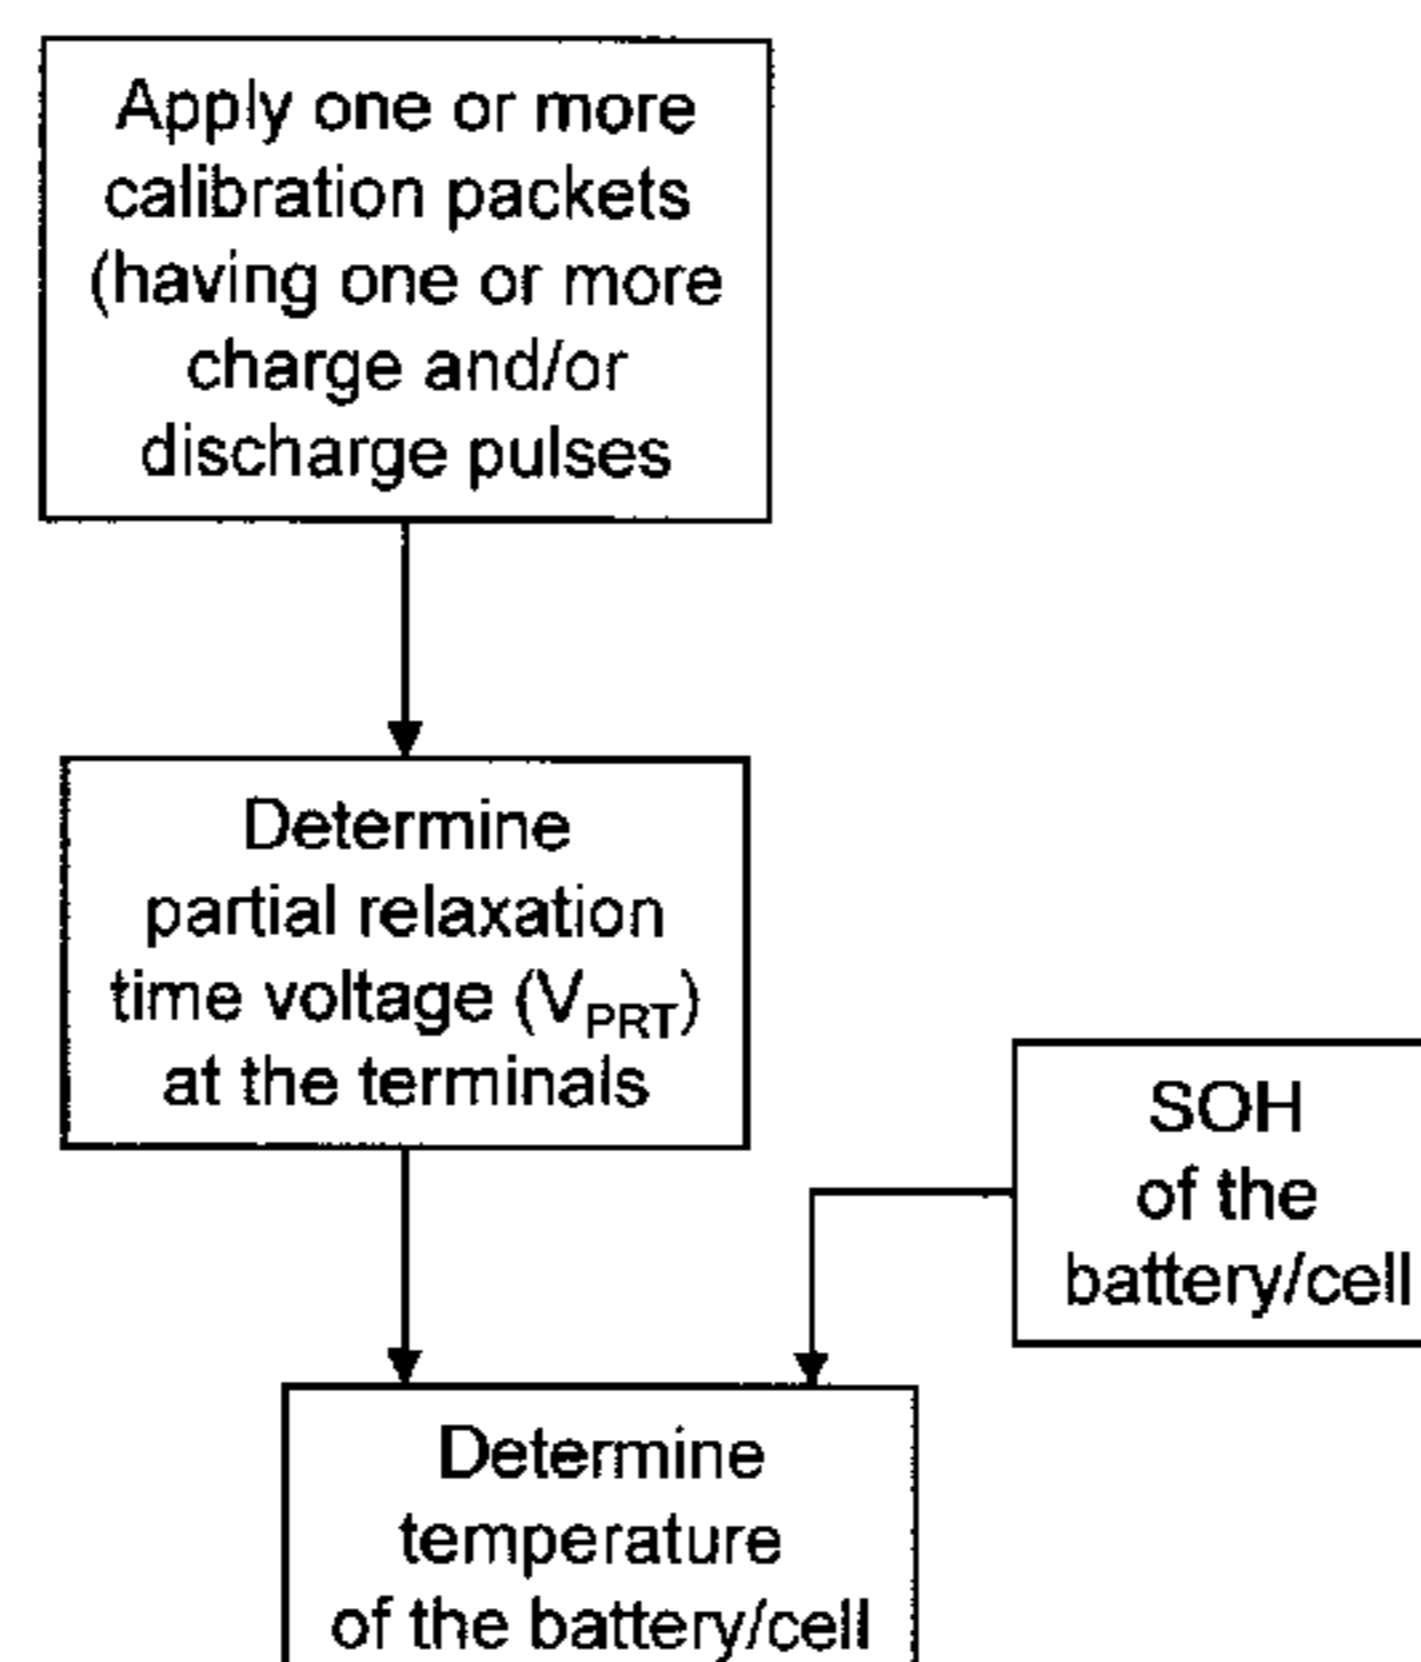 Apply one or more
calibration packets
(having one or more
charge and/or
discharge pulses
Determine
partial relaxation
time voltage (VPRT)
at the terminals
SOH
of the
battery/cell
Determine
temperature
of the battery/cell